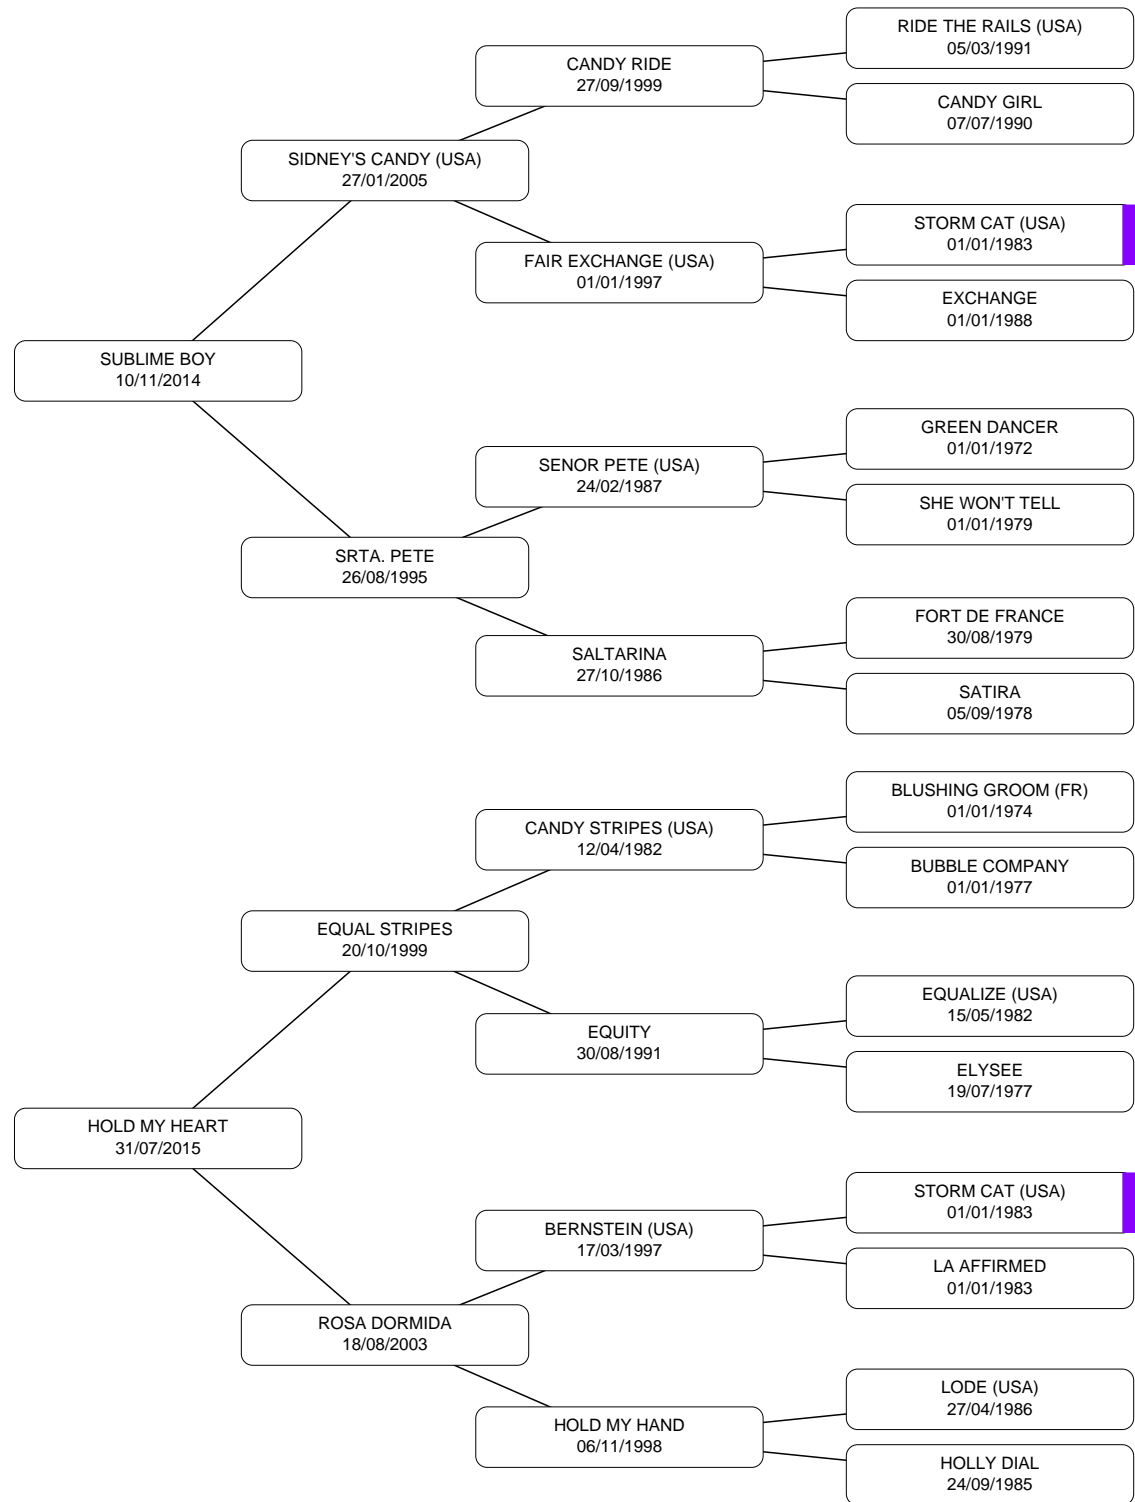 RIDE THE RAILS (USA)
05/03/1991
CANDY RIDE
27/09/1999
CANDY GIRL
07/07/1990
SIDNEY'S CANDY (USA)
27/01/2005
STORM CAT (USA)
01/01/1983
FAIR EXCHANGE (USA)
01/01/1997
EXCHANGE
01/01/1988
SUBLIME BOY
10/11/2014
GREEN DANCER
01/01/1972
SENOR PETE (USA)
24/02/1987
SHE WON'T TELL
01/01/1979
SRTA. PETE
26/08/1995
FORT DE FRANCE
30/08/1979
SALTARINA
27/10/1986
SATIRA
05/09/1978
BLUSHING GROOM (FR)
01/01/1974
CANDY STRIPES (USA)
12/04/1982
BUBBLE COMPANY
01/01/1977
EQUAL STRIPES
20/10/1999
EQUALIZE (USA)
15/05/1982
EQUITY
30/08/1991
ELYSEE
19/07/1977
HOLD MY HEART
31/07/2015
STORM CAT (USA)
01/01/1983
BERNSTEIN (USA)
17/03/1997
LA AFFIRMED
01/01/1983
ROSA DORMIDA
18/08/2003
LODE (USA)
27/04/1986
HOLD MY HAND
06/11/1998
HOLLY DIAL
24/09/1985